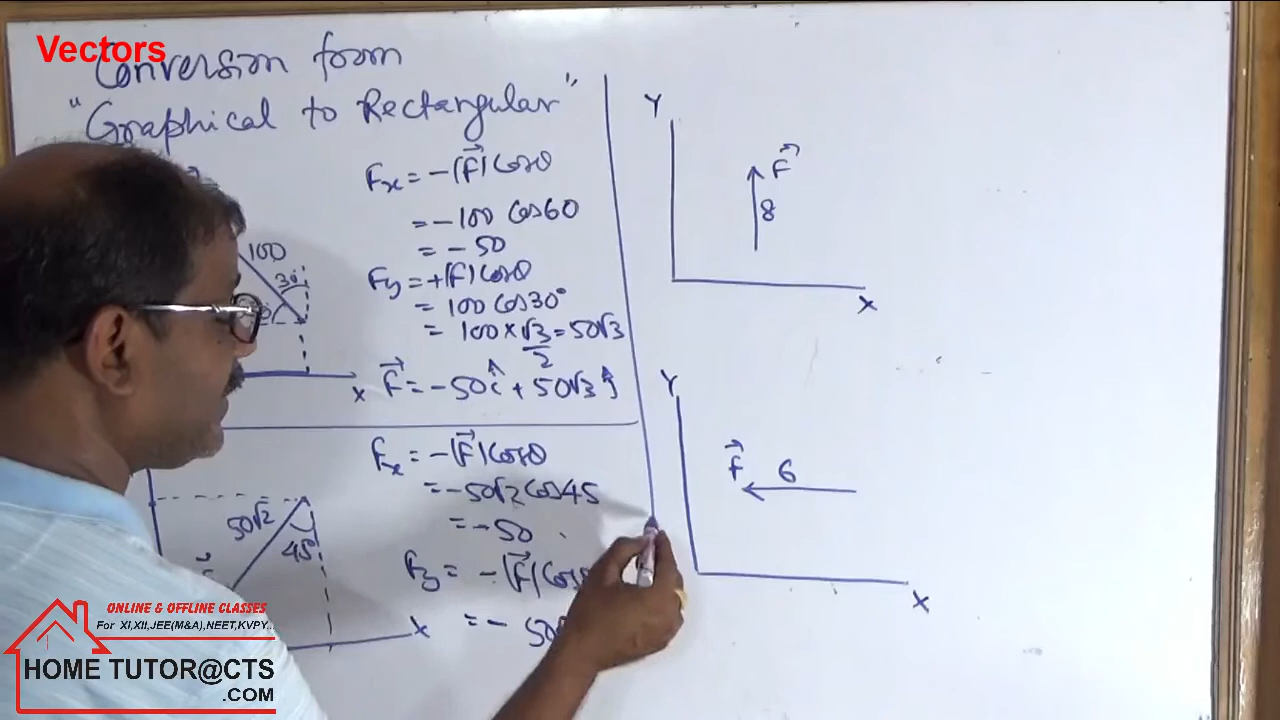 Vectors
Conversion form
"Graphical to Rectangular"
100
30°
X
Fx = -|F⃗|Cosθ
= -100 Cos60
= -50
Fy = +|F|Cosθ
= 100 Cos30°
= 100×√3/2 = 50√3
F⃗ = -50î + 50√3ĵ
50√2
45
X
Fx = -|F⃗|Cosθ
= -50√2 Cos45
= -50
Fy = -|F⃗|Cos
= - 50
Y
F⃗
8
X
Y
F⃗
6
X
ONLINE & OFFLINE CLASSES
For XI,XII,JEE(M&A),NEET,KVPY...
HOME TUTOR@CTS
.COM